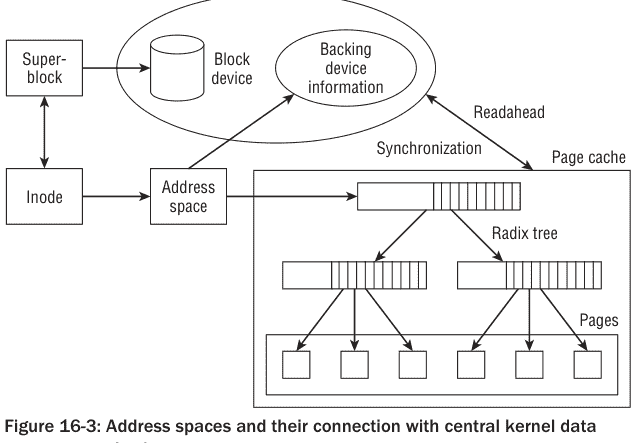 Super-
block
Block
device
Backing
device
information
Readahead
Synchronization
Page cache
Inode
Address
space
Radix tree
Pages
Figure 16-3: Address spaces and their connection with central kernel data